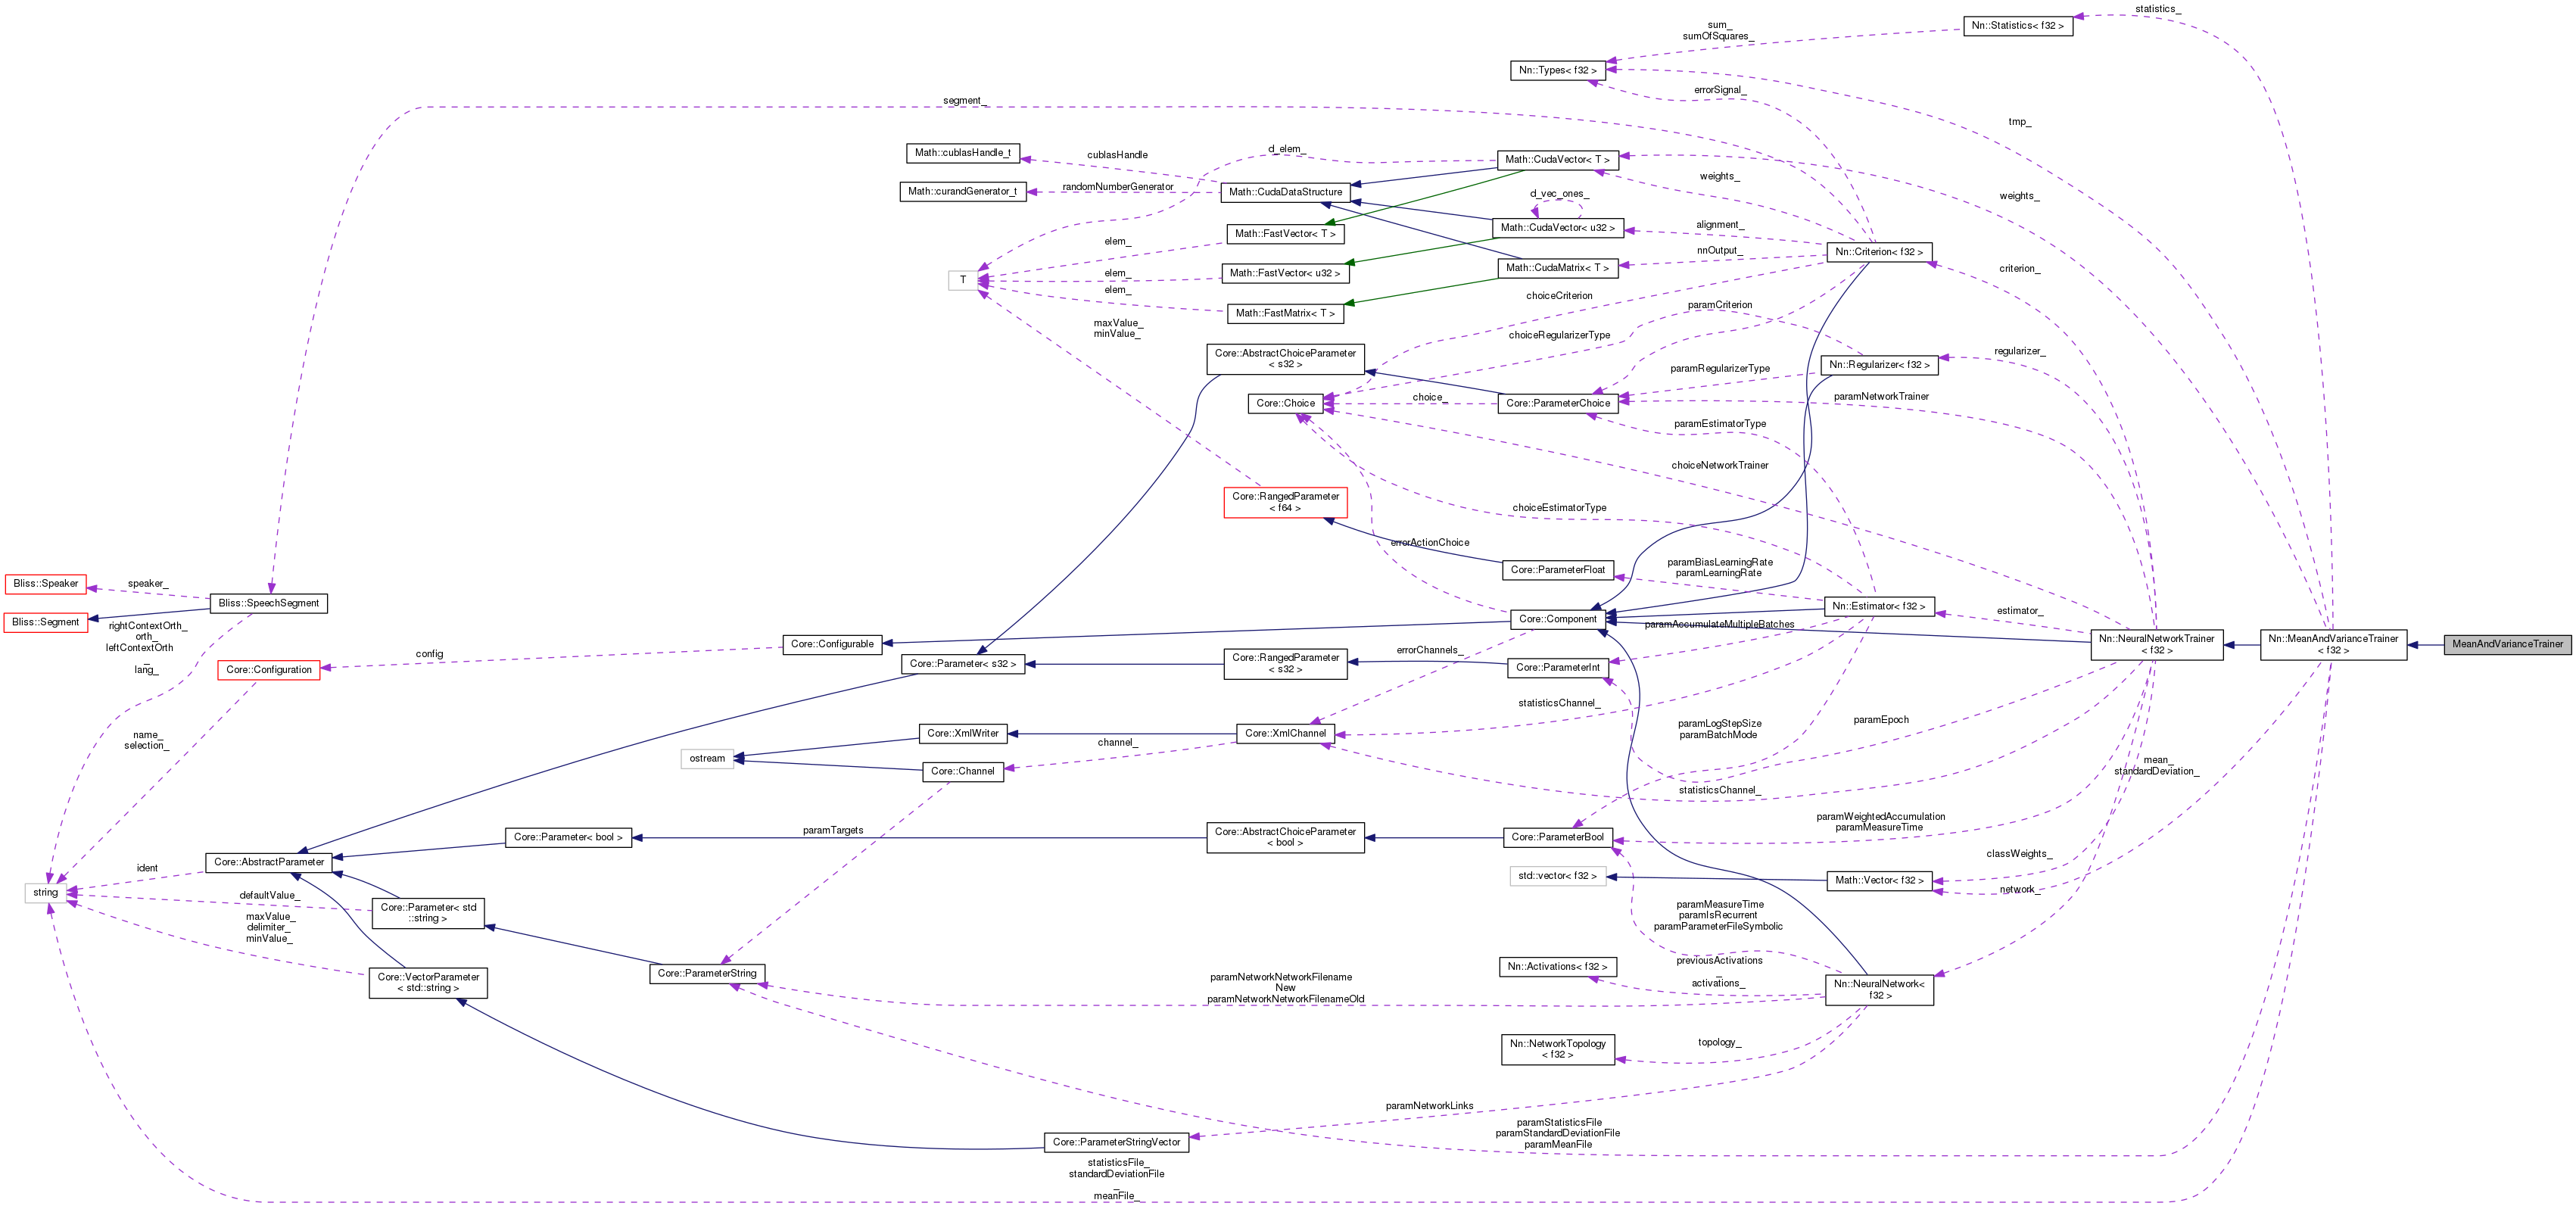 statistics_
Nn::Statistics< f32 >
sum_
sumOfSquares_
Nn::Types< f32 >
errorSignal_
segment_
tmp_
Math::cublasHandle_t
cublasHandle
d_elem_
Math::CudaVector< T >
Math::curandGenerator_t
randomNumberGenerator
Math::CudaDataStructure
weights_
d_vec_ones_
weights_
Math::FastVector< T >
Math::CudaVector< u32 >
alignment_
elem_
nnOutput_
Nn::Criterion< f32 >
T
elem_
Math::FastVector< u32 >
Math::CudaMatrix< T >
criterion_
elem_
choiceCriterion
paramCriterion
Math::FastMatrix< T >
maxValue_
minValue_
choiceRegularizerType
Core::AbstractChoiceParameter
< s32 >
regularizer_
Nn::Regularizer< f32 >
paramRegularizerType
Core::Choice
choice_
Core::ParameterChoice
paramNetworkTrainer
paramEstimatorType
choiceNetworkTrainer
Core::RangedParameter
< f64 >
choiceEstimatorType
errorActionChoice
Core::ParameterFloat
paramBiasLearningRate
paramLearningRate
Bliss::Speaker
speaker_
Bliss::SpeechSegment
Nn::Estimator< f32 >
estimator_
Bliss::Segment
rightContextOrth_
orth_
leftContextOrth
_
lang_
Core::Component
paramAccumulateMultipleBatches
Core::Configurable
config
Core::Configuration
Core::Parameter< s32 >
Core::RangedParameter
< s32 >
errorChannels_
Core::ParameterInt
Nn::NeuralNetworkTrainer
< f32 >
Nn::MeanAndVarianceTrainer
< f32 >
MeanAndVarianceTrainer
statisticsChannel_
paramLogStepSize
paramBatchMode
paramEpoch
name_
selection_
Core::XmlWriter
Core::XmlChannel
channel_
ostream
Core::Channel
mean_
standardDeviation_
statisticsChannel_
paramWeightedAccumulation
paramMeasureTime
Core::Parameter< bool >
paramTargets
Core::AbstractChoiceParameter
< bool >
Core::ParameterBool
classWeights_
Core::AbstractParameter
ident
std::vector< f32 >
Math::Vector< f32 >
network_
string
defaultValue_
Core::Parameter< std
::string >
maxValue_
delimiter_
minValue_
paramMeasureTime
paramIsRecurrent
paramParameterFileSymbolic
Core::VectorParameter
< std::string >
Core::ParameterString
paramNetworkNetworkFilename
New
paramNetworkNetworkFilenameOld
Nn::Activations< f32 >
previousActivations
_
activations_
Nn::NeuralNetwork<
f32 >
Nn::NetworkTopology
< f32 >
topology_
paramNetworkLinks
Core::ParameterStringVector
paramStatisticsFile
paramStandardDeviationFile
paramMeanFile
statisticsFile_
standardDeviationFile
_
meanFile_